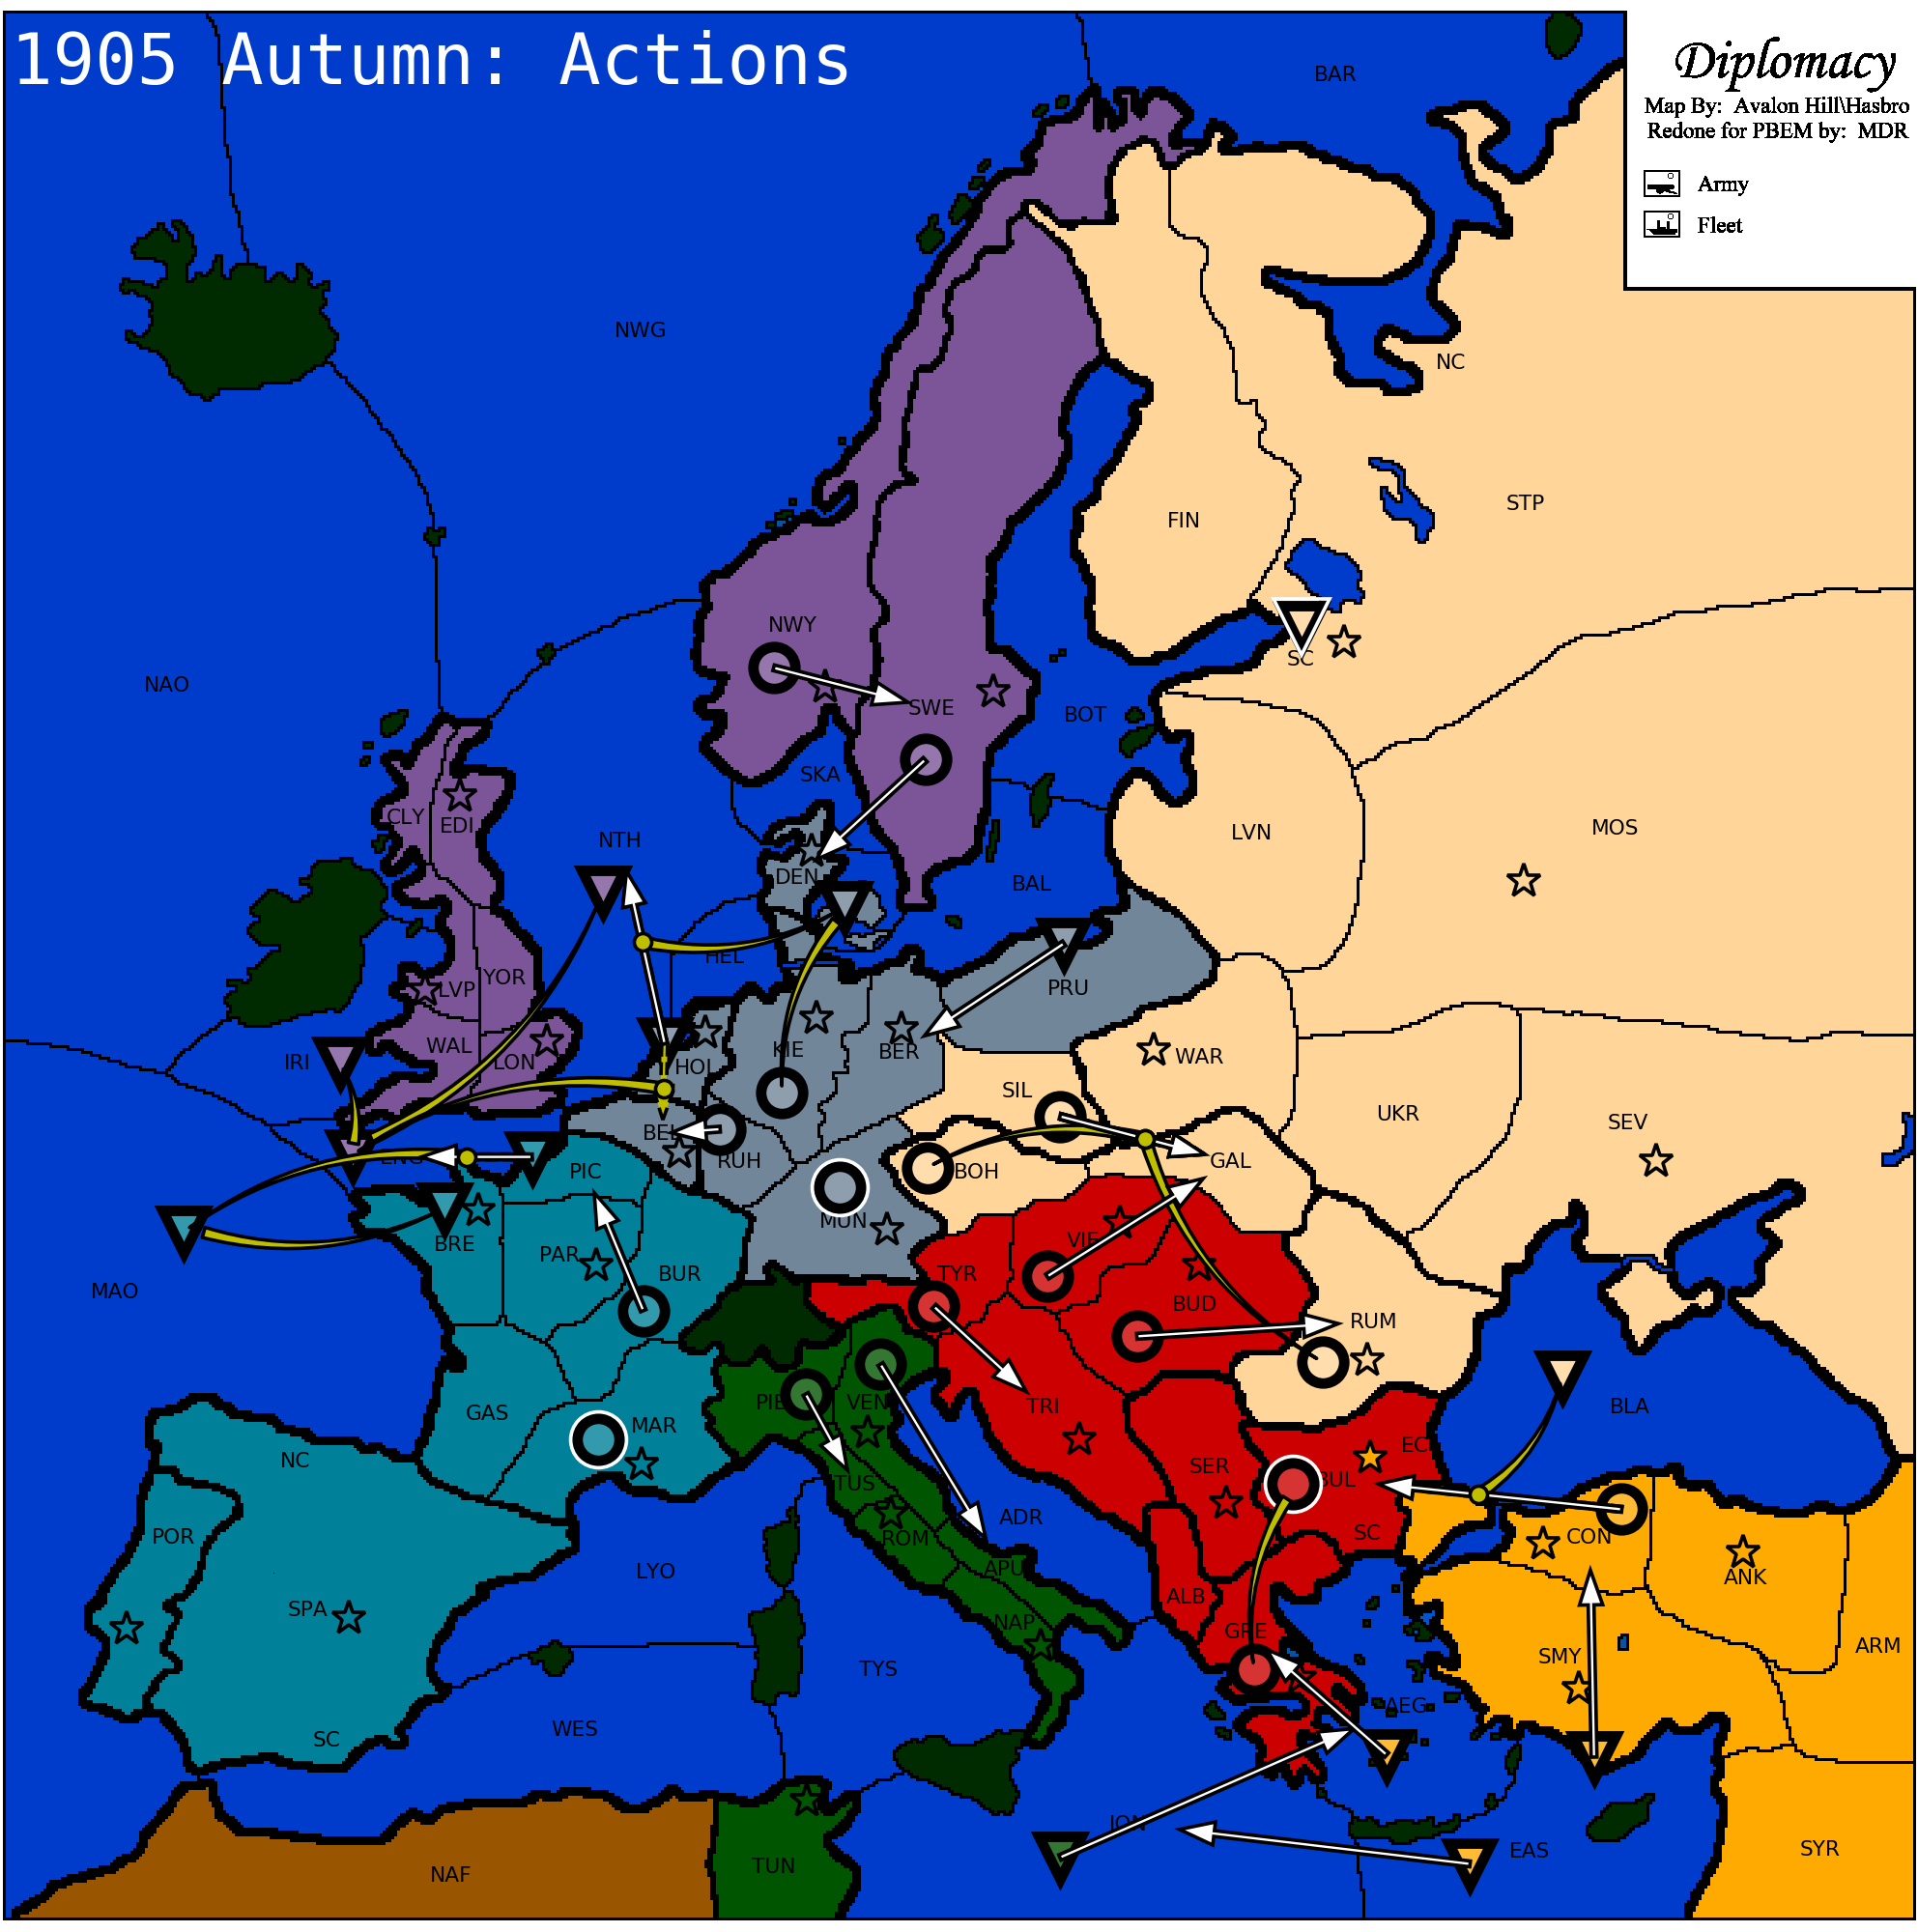 1905 Autumn: Actions
Diplomacy
Map By: Avalon Hill\Hasbro
Redone for PBEM by: MDR
Army
Fleet
BAR
NWG
NC
STP
FIN
NAO
NWY
SC
SWE
BOT
SKA
CLY
EDI
NTH
LVN
MOS
DEN
BAL
HEL
YOR
LVP
PRU
IRI
WAL
LON
KIE
BER
WAR
HOL
SIL
UKR
SEV
BEL
ENG
PIC
RUH
BOH
GAL
MUN
BRE
PAR
BUR
VIE
TYR
MAO
BUD
RUM
PIE
VEN
TRI
GAS
MAR
BLA
NC
EC
SER
BUL
TUS
POR
ROM
ADR
SC
CON
LYO
APU
ANK
SPA
ALB
NAP
GRE
SMY
ARM
TYS
AEG
WES
SC
ION
EAS
SYR
NAF
TUN